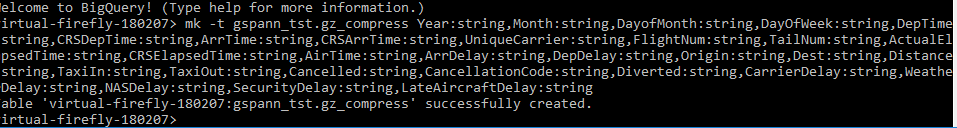 elcome to BigQuery! (Type help for more information.)
irtual-firefly-180207> mk -t gspann_tst.gz_compress Year:string,Month:string,DayofMonth:string,DayOfWeek:string,DepTime
string,CRSDepTime:string,ArrTime:string,CRSArrTime:string,UniqueCarrier:string,FlightNum:string,TailNum:string,ActualEl
psedTime:string,CRSElapsedTime:string,AirTime:string,ArrDelay:string,DepDelay:string,Origin:string,Dest:string,Distance
string,TaxiIn:string,TaxiOut:string,Cancelled:string,CancellationCode:string,Diverted:string,CarrierDelay:string,Weathe
Delay:string,NASDelay:string,SecurityDelay:string,LateAircraftDelay:string
able 'virtual-firefly-180207:gspann_tst.gz_compress' successfully created.
irtual-firefly-180207>